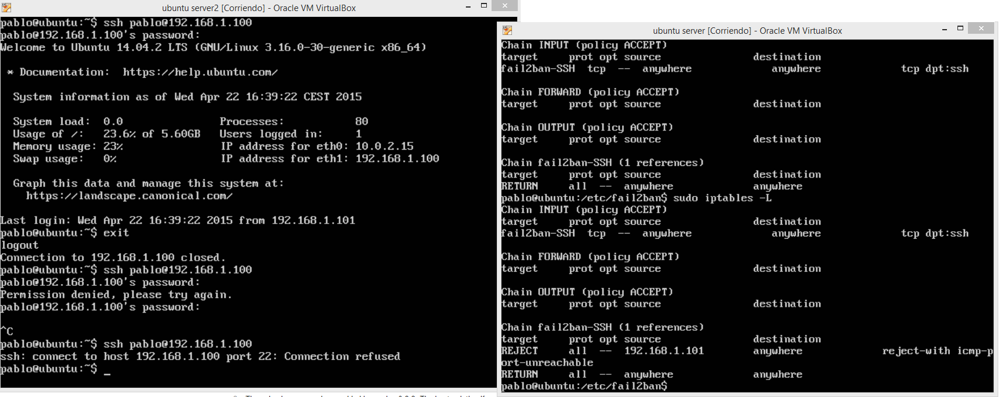 ubuntu server2 [Corriendo] - Oracle VM VirtualBox
pablo@ubuntu:~$ ssh pablo@192.168.1.100
pablo@192.168.1.100's password:
Welcome to Ubuntu 14.04.2 LTS (GNU/Linux 3.16.0-30-generic x86_64)
* Documentation:  https://help.ubuntu.com/
System information as of Wed Apr 22 16:39:22 CEST 2015
System load:  0.0 Processes: 80
Usage of /:   23.6% of 5.60GB Users logged in: 1
Memory usage: 23% IP address for eth0: 10.0.2.15
Swap usage:   0% IP address for eth1: 192.168.1.100
Graph this data and manage this system at:
https://landscape.canonical.com/
Last login: Wed Apr 22 16:39:22 2015 from 192.168.1.101
pablo@ubuntu:~$ exit
logout
Connection to 192.168.1.100 closed.
pablo@ubuntu:~$ ssh pablo@192.168.1.100
pablo@192.168.1.100's password:
Permission denied, please try again.
pablo@192.168.1.100's password:
^C
pablo@ubuntu:~$ ssh pablo@192.168.1.100
ssh: connect to host 192.168.1.100 port 22: Connection refused
pablo@ubuntu:~$ _
ubuntu server [Corriendo] - Oracle VM VirtualBox
Chain INPUT (policy ACCEPT)
target     prot opt source               destination
fail2ban-SSH  tcp  --  anywhere             anywhere             tcp dpt:ssh
Chain FORWARD (policy ACCEPT)
target     prot opt source               destination
Chain OUTPUT (policy ACCEPT)
target     prot opt source               destination
Chain fail2ban-SSH (1 references)
target     prot opt source               destination
RETURN     all  --  anywhere             anywhere
pablo@ubuntu:/etc/fail2ban$ sudo iptables -L
Chain INPUT (policy ACCEPT)
target     prot opt source               destination
fail2ban-SSH  tcp  --  anywhere             anywhere             tcp dpt:ssh
Chain FORWARD (policy ACCEPT)
target     prot opt source               destination
Chain OUTPUT (policy ACCEPT)
target     prot opt source               destination
Chain fail2ban-SSH (1 references)
target     prot opt source               destination
REJECT     all  --  192.168.1.101        anywhere             reject-with icmp-p
ort-unreachable
RETURN     all  --  anywhere             anywhere
pablo@ubuntu:/etc/fail2ban$